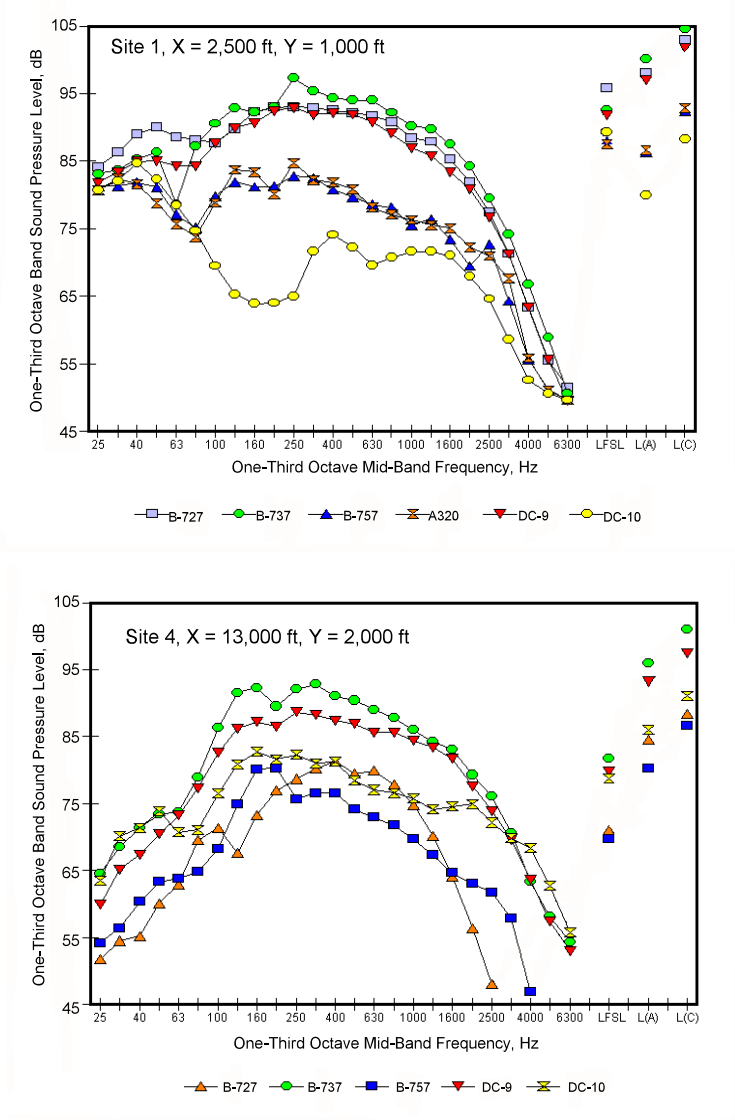 One-Third Octave Band Sound Pressure Level, dB
Site 1, X = 2,500 ft, Y = 1,000 ft
105
95
85
75
65
55
45
25 40 63 100 160 250 400 630 1000 1600 2500 4000 6300 LFSL L(A) L(C)
One-Third Octave Mid-Band Frequency, Hz
B-727 B-737 B-757 A320 DC-9 DC-10
One-Third Octave Band Sound Pressure Level, dB
Site 4, X = 13,000 ft, Y = 2,000 ft
105
95
85
75
65
55
45
25 40 63 100 160 250 400 630 1000 1600 2500 4000 6300 LFSL L(A) L(C)
One-Third Octave Mid-Band Frequency, Hz
B-727 B-737 B-757 DC-9 DC-10